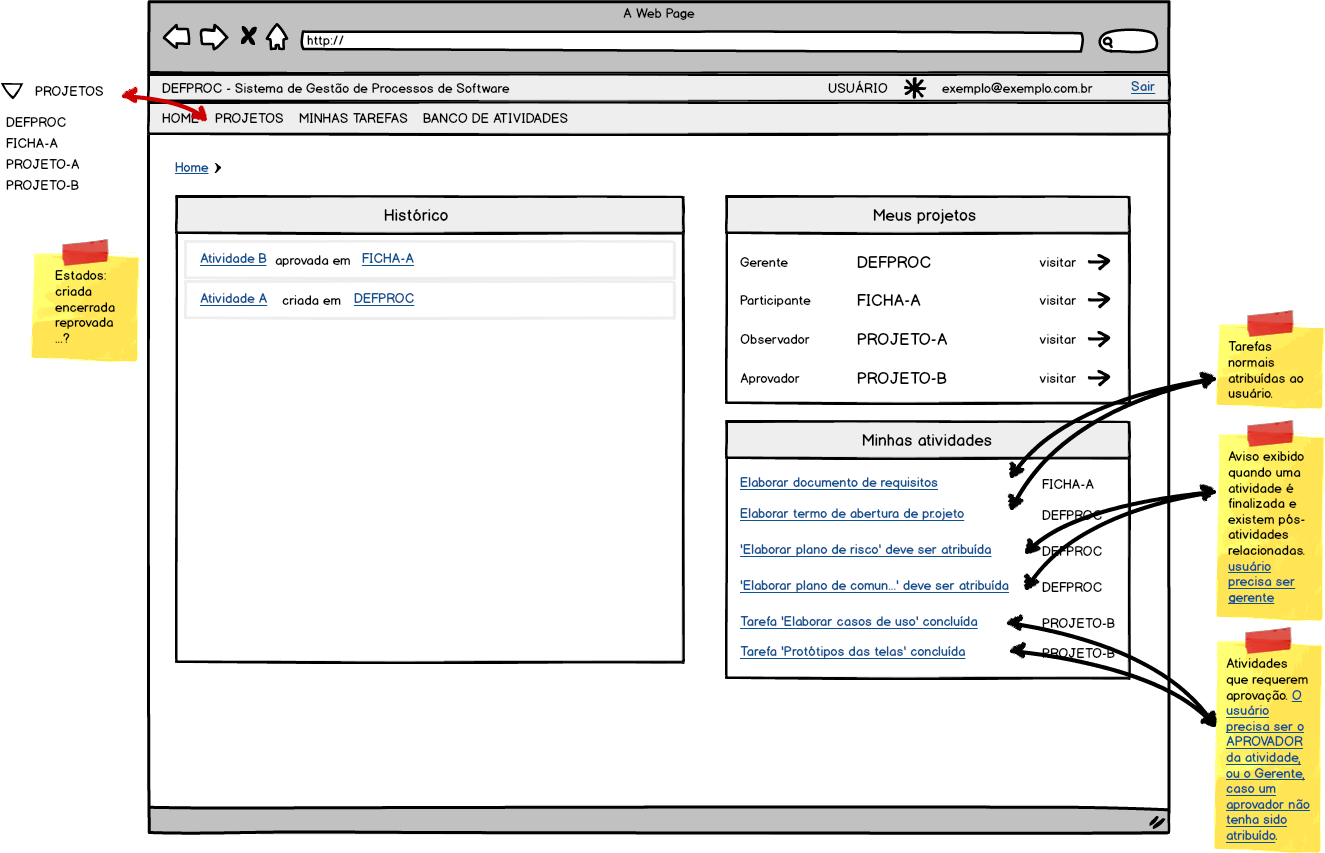 A Web Page
http://
DEFPROC - Sistema de Gestão de Processos de Software
USUÁRIO
exemplo@exemplo.com.br
Sair
HOME
PROJETOS
MINHAS TAREFAS
BANCO DE ATIVIDADES
PROJETOS
DEFPROC
FICHA-A
PROJETO-A
PROJETO-B
Estados:
criada
encerrada
reprovada
...?
Home
Histórico
Atividade B aprovada em FICHA-A
Atividade A criada em DEFPROC
Meus projetos
Gerente DEFPROC visitar
Participante FICHA-A visitar
Observador PROJETO-A visitar
Aprovador PROJETO-B visitar
Minhas atividades
Elaborar documento de requisitos FICHA-A
Elaborar termo de abertura de pr.ojeto DEFPROC
'Elaborar plano de risco' deve ser atribuída DEFPROC
'Elaborar plano de comun...' deve ser atribuída DEFPROC
Tarefa 'Elaborar casos de uso' concluída PROJETO-B
Tarefa 'Protótipos das telas' concluída PROJETO-B
Tarefas
normais
atribuídas ao
usuário.
Aviso exibido
quando uma
atividade é
finalizada e
existem pós-
atividades
relacionadas.
usuário
precisa ser
gerente
Atividades
que requerem
aprovação. O
usuário
precisa ser o
APROVADOR
da atividade,
ou o Gerente,
caso um
aprovador não
tenha sido
atribuído.